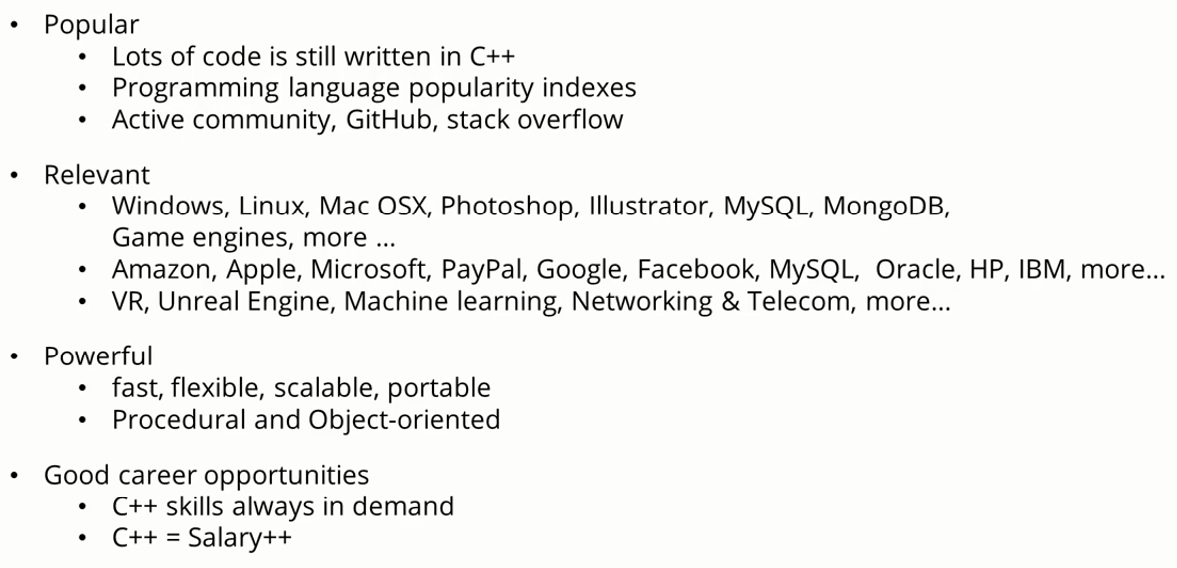 • Popular
• Lots of code is still written in C++
• Programming language popularity indexes
• Active community, GitHub, stack overflow
• Relevant
• Windows, Linux, Mac OSX, Photoshop, Illustrator, MySQL, MongoDB,
Game engines, more ...
• Amazon, Apple, Microsoft, PayPal, Google, Facebook, MySQL,  Oracle, HP, IBM, more...
• VR, Unreal Engine, Machine learning, Networking & Telecom, more...
• Powerful
• fast, flexible, scalable, portable
• Procedural and Object-oriented
• Good career opportunities
• C++ skills always in demand
• C++ = Salary++